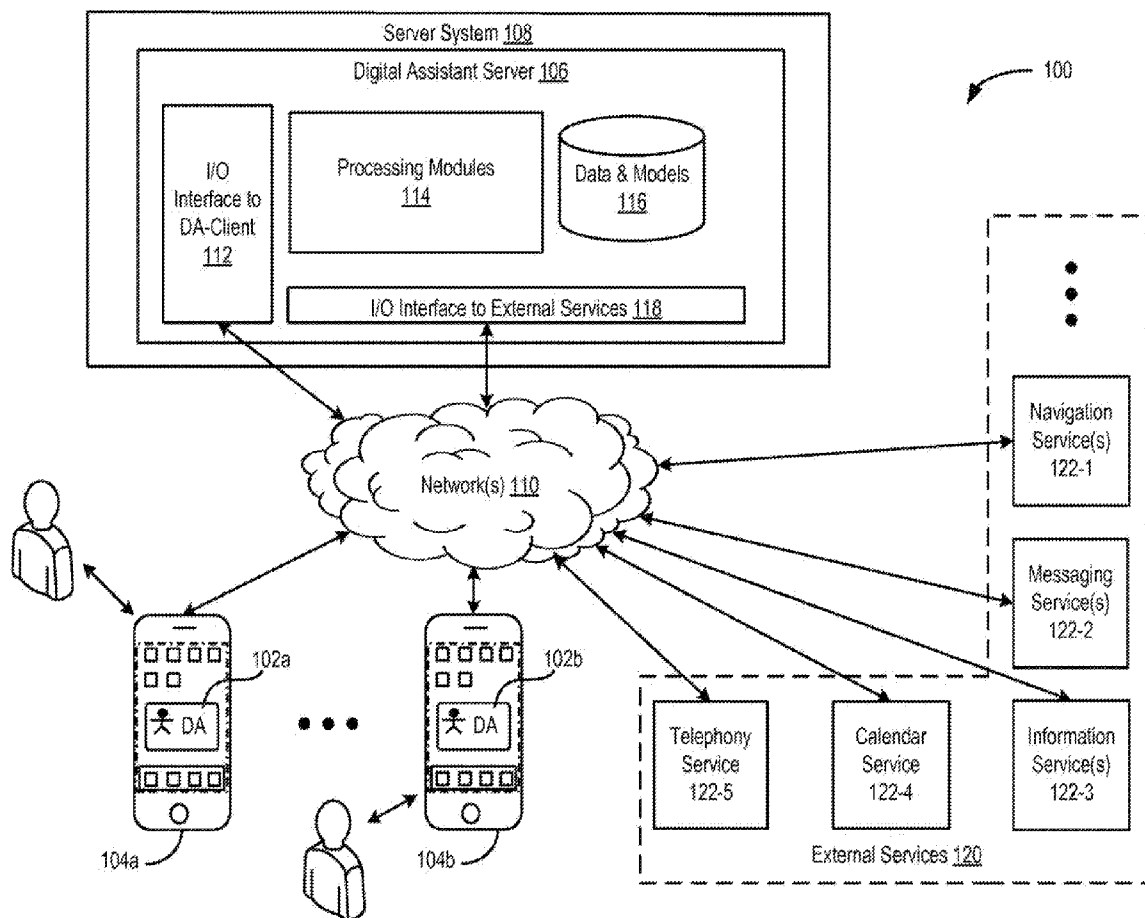 Server System 108
Digital Assistant Server 106
100
I/O
Interface to
DA-Client
112
Processing Modules
114
Data & Models
116
I/O Interface to External Services 118
Network(s) 110
Navigation
Service(s)
122-1
Messaging
Service(s)
122-2
102a
102b
DA
DA
Telephony
Service
122-5
Calendar
Service
122-4
Information
Service(s)
122-3
104a
104b
External Services 120